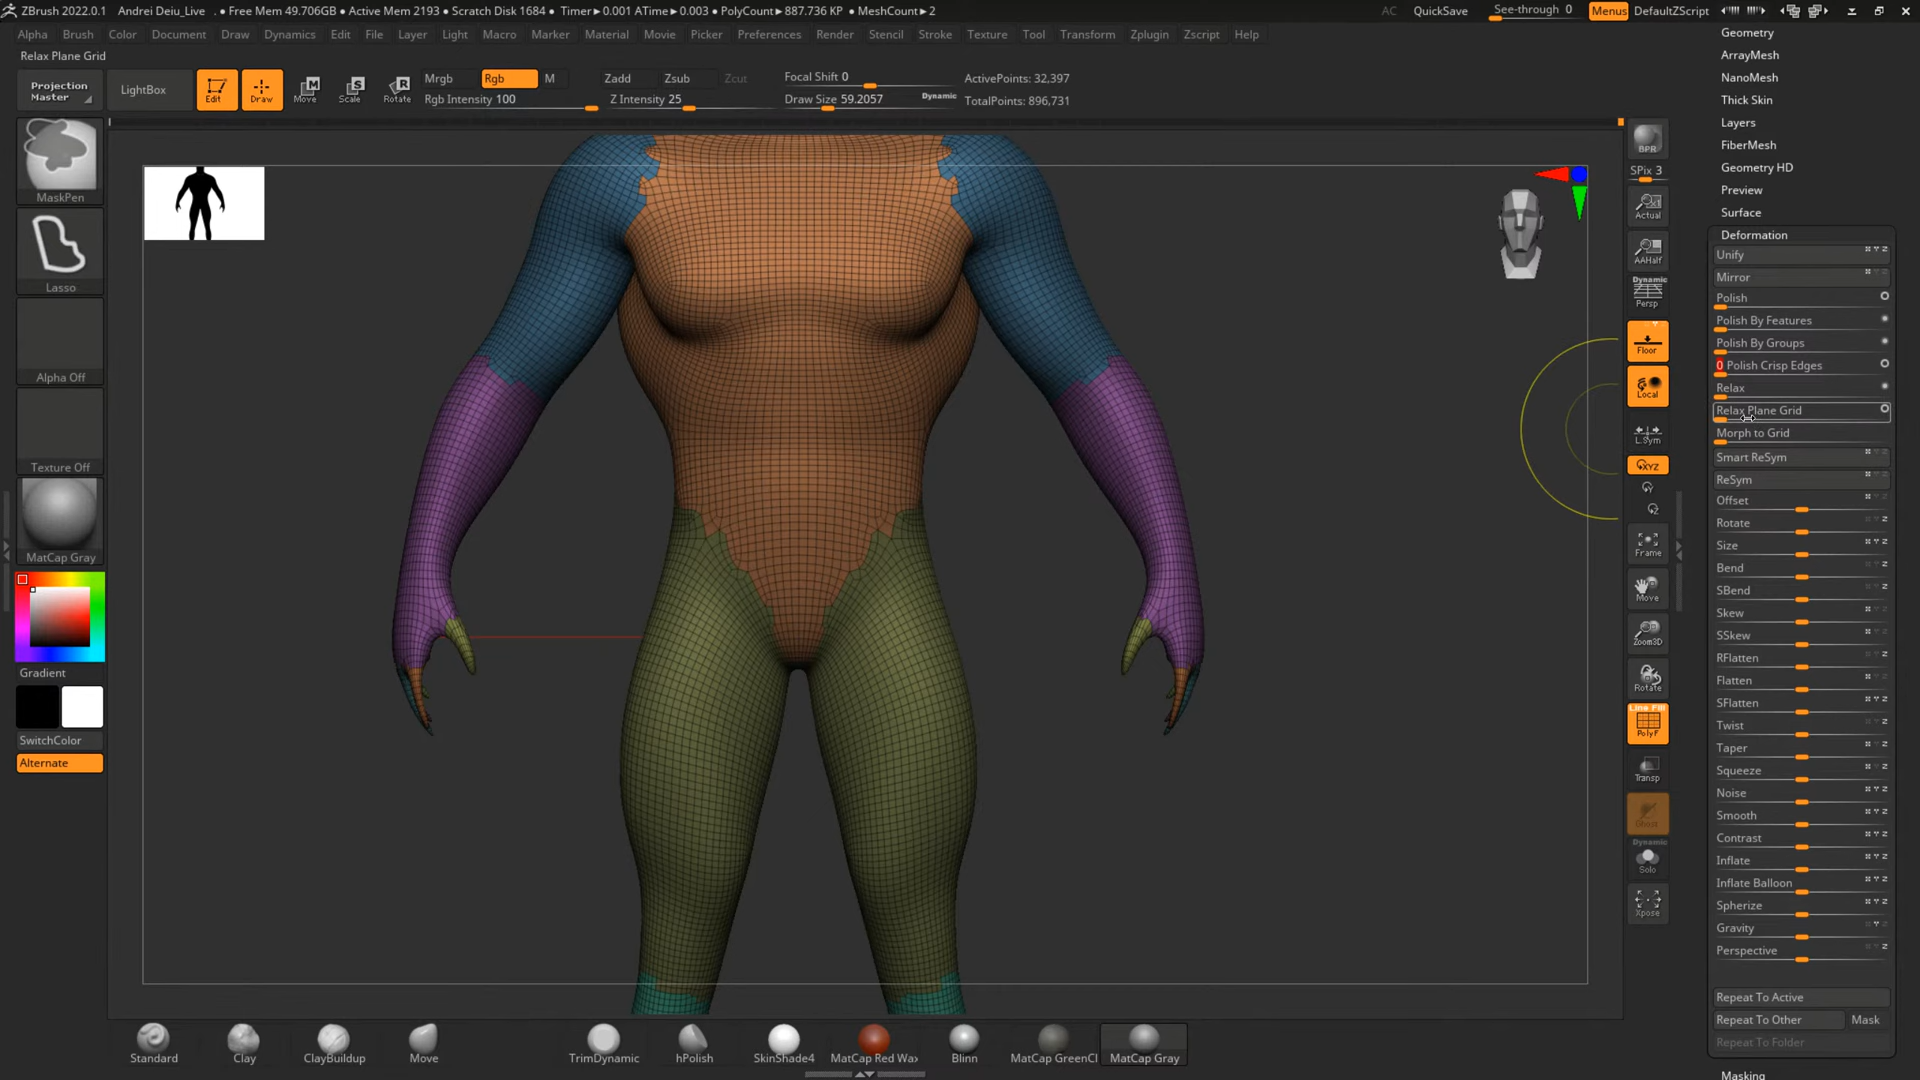 ZBrush 2022.0.1 Andrei Deiu_Live . • Free Mem 49.706GB • Active Mem 2193 • Scratch Disk 1684 • Timer▸0.001 ATime▸0.003 • PolyCount▸887.736 KP • MeshCount▸2 AC QuickSave See-through 0 Menus DefaultZScript
Alpha Brush Color Document Draw Dynamics Edit File Layer Light Macro Marker Material Movie Picker Preferences Render Stencil Stroke Texture Tool Transform Zplugin Zscript Help
Relax Plane Grid
Projection
Master
LightBox
Edit
Draw
Move
Scale
Rotate
Mrgb Rgb M
Rgb Intensity 100
Zadd Zsub Zcut
Z Intensity 25
Focal Shift 0
Draw Size 59.2057 Dynamic
ActivePoints: 32,397
TotalPoints: 896,731
MaskPen
Lasso
Alpha Off
Texture Off
MatCap Gray
Gradient
SwitchColor
Alternate
BPR
SPix 3
Actual
AAHalf
Dynamic
Persp
Floor
Local
L.Sym
XYZ
Frame
Move
Zoom3D
Rotate
Line Fill
PolyF
Transp
Dynamic
Solo
Xpose
Geometry
ArrayMesh
NanoMesh
Thick Skin
Layers
FiberMesh
Geometry HD
Preview
Surface
Deformation
Unify
Mirror
Polish
Polish By Features
Polish By Groups
0 Polish Crisp Edges
Relax
Relax Plane Grid
Morph to Grid
Smart ReSym
ReSym
Offset
Rotate
Size
Bend
SBend
Skew
SSkew
RFlatten
Flatten
SFlatten
Twist
Taper
Squeeze
Noise
Smooth
Contrast
Inflate
Inflate Balloon
Spherize
Gravity
Perspective
Repeat To Active
Repeat To Other Mask
Repeat To Folder
Masking
Standard Clay ClayBuildup Move TrimDynamic hPolish SkinShade4 MatCap Red Wax Blinn MatCap GreenCl MatCap Gray